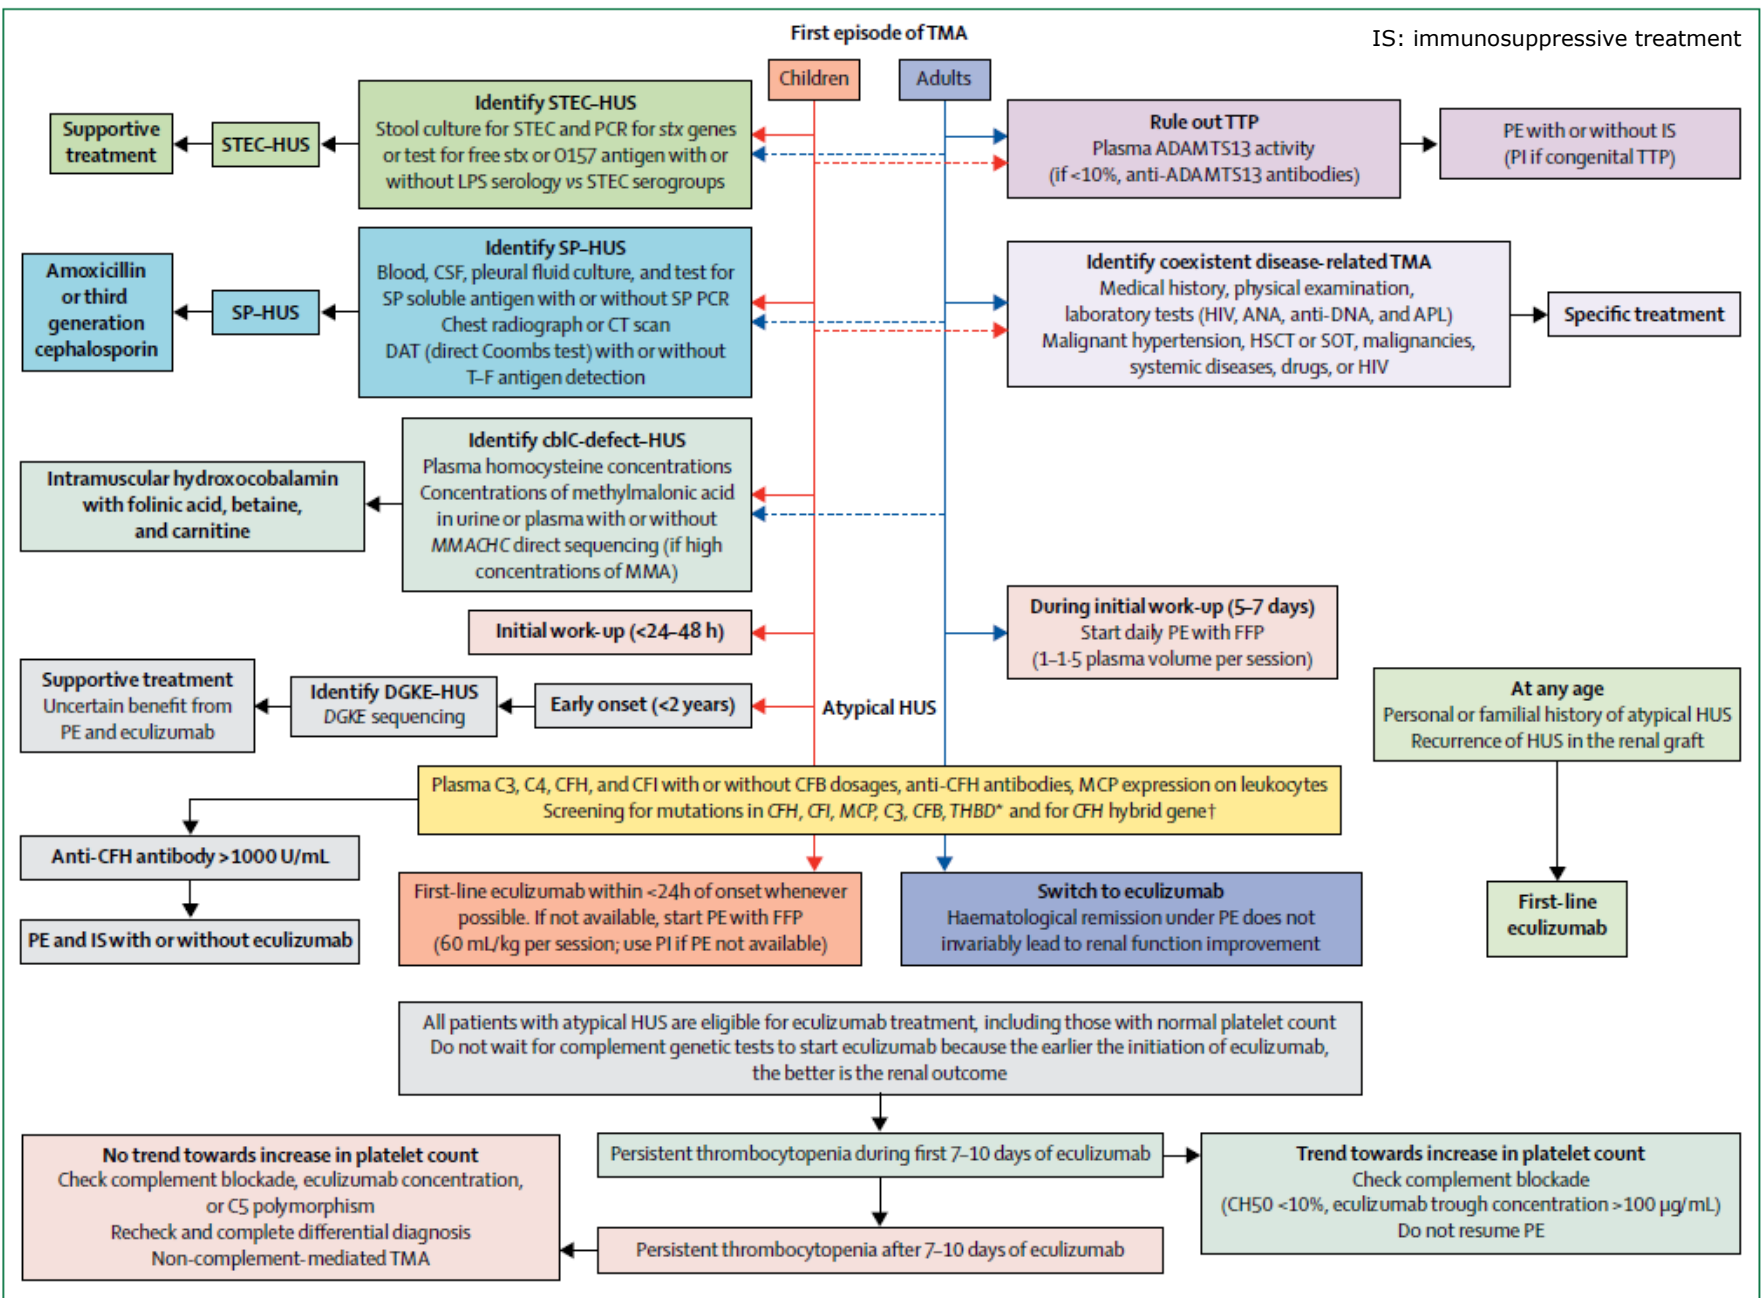 First episode of TMA
IS: immunosuppressive treatment
Children
Adults
Identify STEC–HUS
Stool culture for STEC and PCR for stx genes
or test for free stx or O157 antigen with or
without LPS serology vs STEC serogroups
STEC–HUS
Supportive
treatment
Rule out TTP
Plasma ADAMTS13 activity
(if <10%, anti-ADAMTS13 antibodies)
PE with or without IS
(PI if congenital TTP)
Identify SP–HUS
Blood, CSF, pleural fluid culture, and test for
SP soluble antigen with or without SP PCR
Chest radiograph or CT scan
DAT (direct Coombs test) with or without
T–F antigen detection
SP–HUS
Amoxicillin
or third
generation
cephalosporin
Identify coexistent disease-related TMA
Medical history, physical examination,
laboratory tests (HIV, ANA, anti-DNA, and APL)
Malignant hypertension, HSCT or SOT, malignancies,
systemic diseases, drugs, or HIV
Specific treatment
Identify cblC-defect–HUS
Plasma homocysteine concentrations
Concentrations of methylmalonic acid
in urine or plasma with or without
MMACHC direct sequencing (if high
concentrations of MMA)
Intramuscular hydroxocobalamin
with folinic acid, betaine,
and carnitine
Initial work-up (<24–48 h)
During initial work-up (5–7 days)
Start daily PE with FFP
(1–1·5 plasma volume per session)
Supportive treatment
Uncertain benefit from
PE and eculizumab
Identify DGKE–HUS
DGKE sequencing
Early onset (<2 years)
Atypical HUS
At any age
Personal or familial history of atypical HUS
Recurrence of HUS in the renal graft
Plasma C3, C4, CFH, and CFI with or without CFB dosages, anti-CFH antibodies, MCP expression on leukocytes
Screening for mutations in CFH, CFI, MCP, C3, CFB, THBD* and for CFH hybrid gene†
Anti-CFH antibody >1000 U/mL
PE and IS with or without eculizumab
First-line eculizumab within <24h of onset whenever
possible. If not available, start PE with FFP
(60 mL/kg per session; use PI if PE not available)
Switch to eculizumab
Haematological remission under PE does not
invariably lead to renal function improvement
First-line
eculizumab
All patients with atypical HUS are eligible for eculizumab treatment, including those with normal platelet count
Do not wait for complement genetic tests to start eculizumab because the earlier the initiation of eculizumab,
the better is the renal outcome
Persistent thrombocytopenia during first 7–10 days of eculizumab
Trend towards increase in platelet count
Check complement blockade
(CH50 <10%, eculizumab trough concentration >100 µg/mL)
Do not resume PE
Persistent thrombocytopenia after 7–10 days of eculizumab
No trend towards increase in platelet count
Check complement blockade, eculizumab concentration,
or C5 polymorphism
Recheck and complete differential diagnosis
Non-complement-mediated TMA